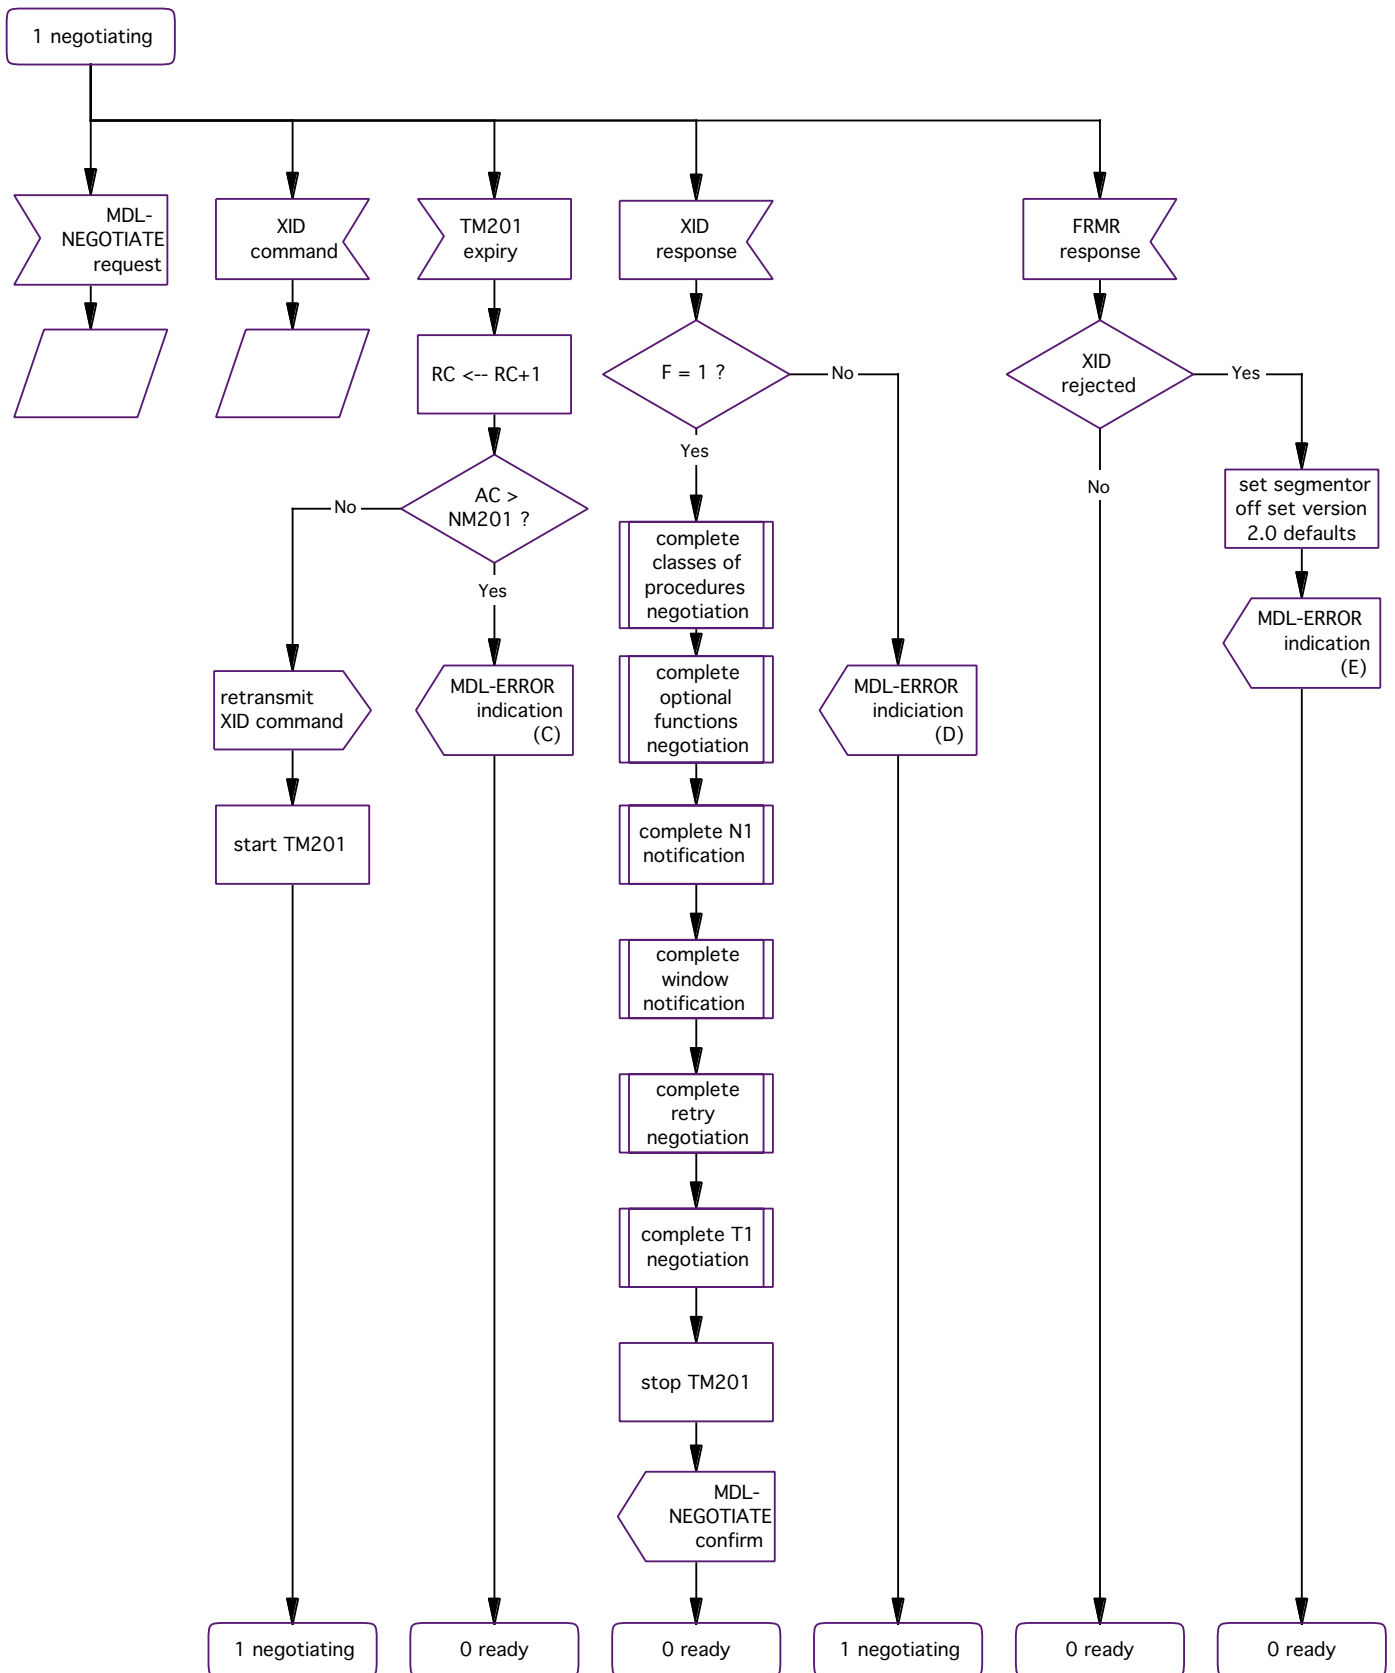 1 negotiating
MDL-
NEGOTIATE
request
XID
command
TM201
expiry
XID
response
FRMR
response
RC <-- RC+1
F = 1 ?
No
XID
rejected
Yes
Yes
No
AC >
NM201 ?
No
Yes
set segmentor
off set version
2.0 defaults
complete
classes of
procedures
negotiation
MDL-ERROR
indication
(E)
retransmit
XID command
MDL-ERROR
indication
(C)
complete
optional
functions
negotiation
MDL-ERROR
indiciation
(D)
start TM201
complete N1
notification
complete
window
notification
complete
retry
negotiation
complete T1
negotiation
stop TM201
MDL-
NEGOTIATE
confirm
1 negotiating
0 ready
0 ready
1 negotiating
0 ready
0 ready